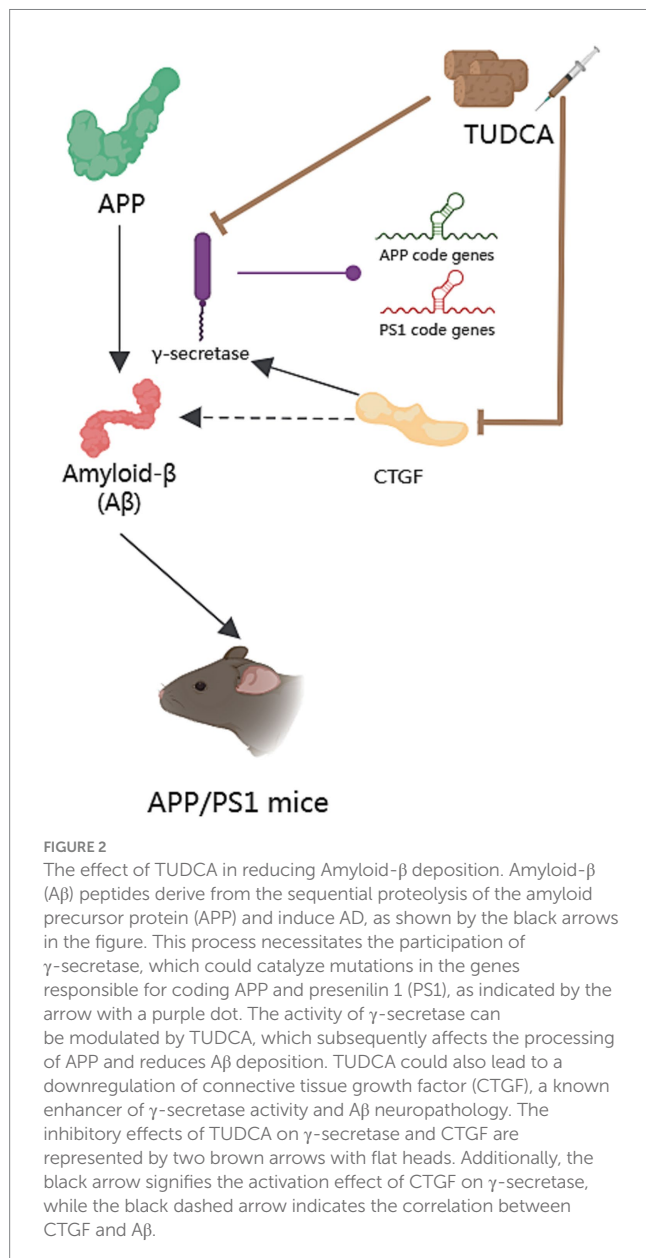 TUDCA
APP
APP code genes
PS1 code genes
γ-secretase
Amyloid-β
(Aβ)
CTGF
APP/PS1 mice
FIGURE 2
The effect of TUDCA in reducing Amyloid-β deposition. Amyloid-β
(Aβ) peptides derive from the sequential proteolysis of the amyloid
precursor protein (APP) and induce AD, as shown by the black arrows
in the figure. This process necessitates the participation of
γ-secretase, which could catalyze mutations in the genes
responsible for coding APP and presenilin 1 (PS1), as indicated by the
arrow with a purple dot. The activity of γ-secretase can
be modulated by TUDCA, which subsequently affects the processing
of APP and reduces Aβ deposition. TUDCA could also lead to a
downregulation of connective tissue growth factor (CTGF), a known
enhancer of γ-secretase activity and Aβ neuropathology. The
inhibitory effects of TUDCA on γ-secretase and CTGF are
represented by two brown arrows with flat heads. Additionally, the
black arrow signifies the activation effect of CTGF on γ-secretase,
while the black dashed arrow indicates the correlation between
CTGF and Aβ.